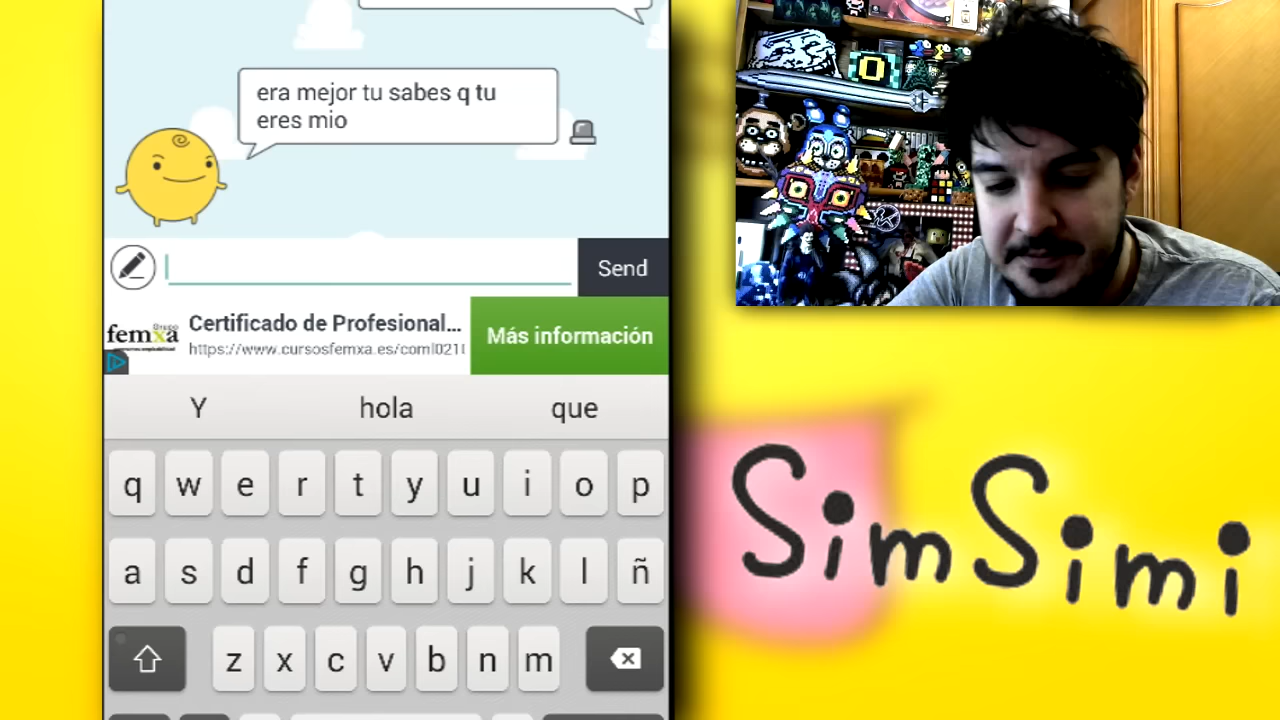 era mejor tu sabes q tu
eres mio
Send
Grupo
femxa
Certificado de Profesional...
https://www.cursosfemxa.es/coml021
Más información
Y hola que
q w e r t y u i o p
a s d f g h j k l ñ
z x c v b n m
SimSimi